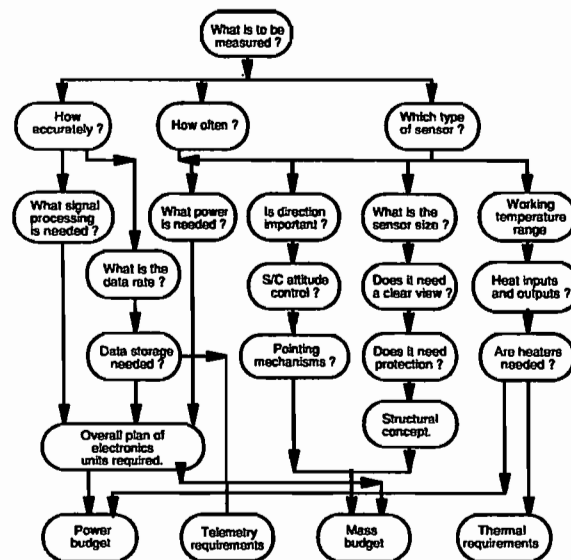 What is to be
measured ?
How
accurately ?
How often ?
Which type
of sensor ?
What signal
processing
is needed ?
What power
is needed ?
Is direction
important ?
What is the
sensor size ?
Working
temperature
range
What is the
data rate ?
S/C attitude
control ?
Does it need
a clear view ?
Heat inputs
and outputs ?
Data storage
needed ?
Pointing
mechanisms ?
Does it need
protection ?
Are heaters
needed ?
Structural
concept.
Overall plan of
electronics
units required.
Power
budget
Telemetry
requirements
Mass
budget
Thermal
requirements